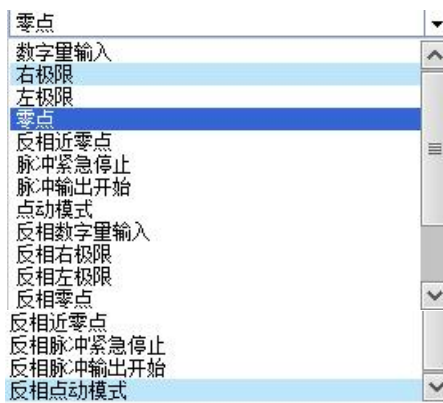 零点
数字量输入
右极限
左极限
零点
反相近零点
脉冲紧急停止
脉冲输出开始
点动模式
反相数字量输入
反相右极限
反相左极限
反相零点
反相近零点
反相脉冲紧急停止
反相脉冲输出开始
反相点动模式